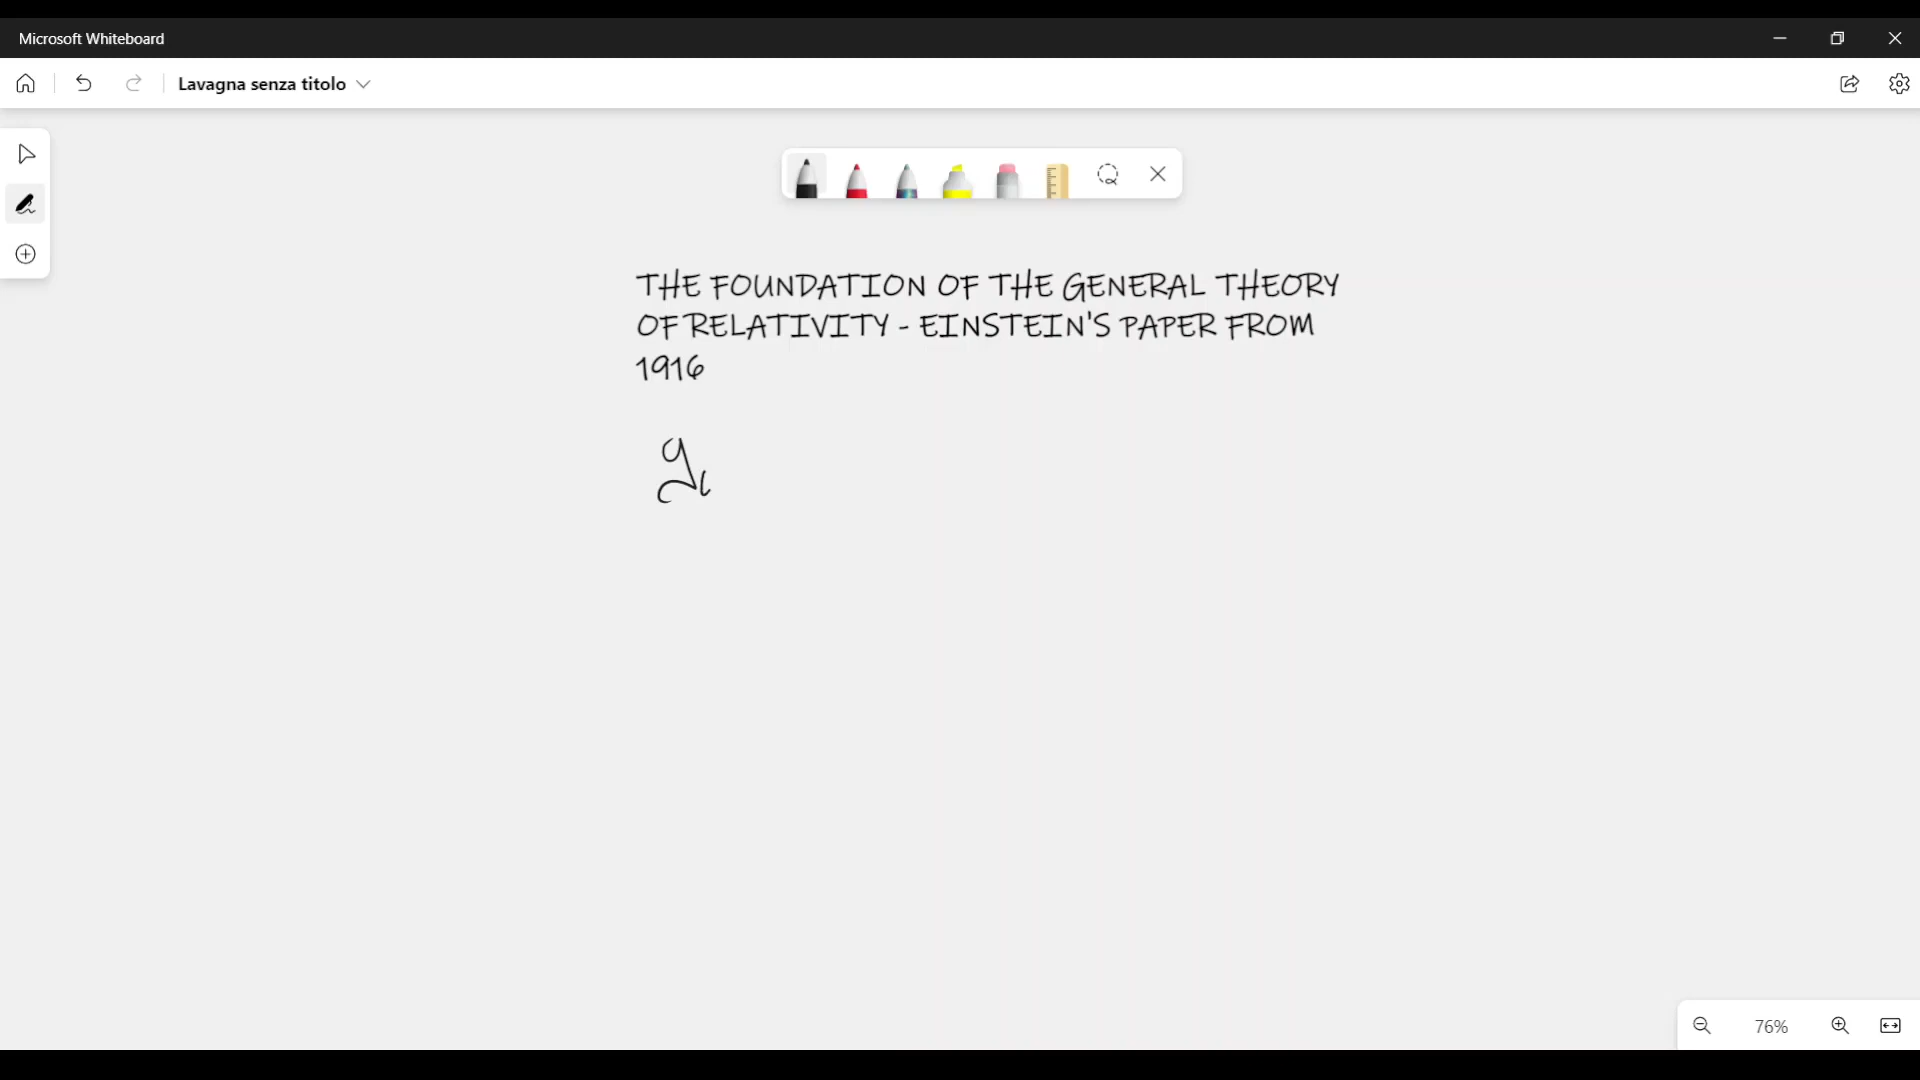 Microsoft Whiteboard
Lavagna senza titolo
THE FOUNDATION OF THE GENERAL THEORY
OF RELATIVITY - EINSTEIN'S PAPER FROM
1916
76%